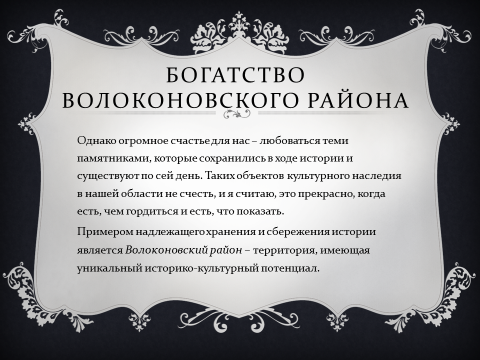 БОГАТСТВО
ВОЛОКОНОВСКОГО РАЙОНА
Однако огромное счастье для нас – любоваться теми
памятниками, которые сохранились в ходе истории и
существуют по сей день. Таких объектов культурного наследия
в нашей области не счесть, и я считаю, это прекрасно, когда
есть, чем гордиться и есть, что показать.
Примером надлежащего хранения и сбережения истории
является Волоконовский район – территория, имеющая
уникальный историко-культурный потенциал.